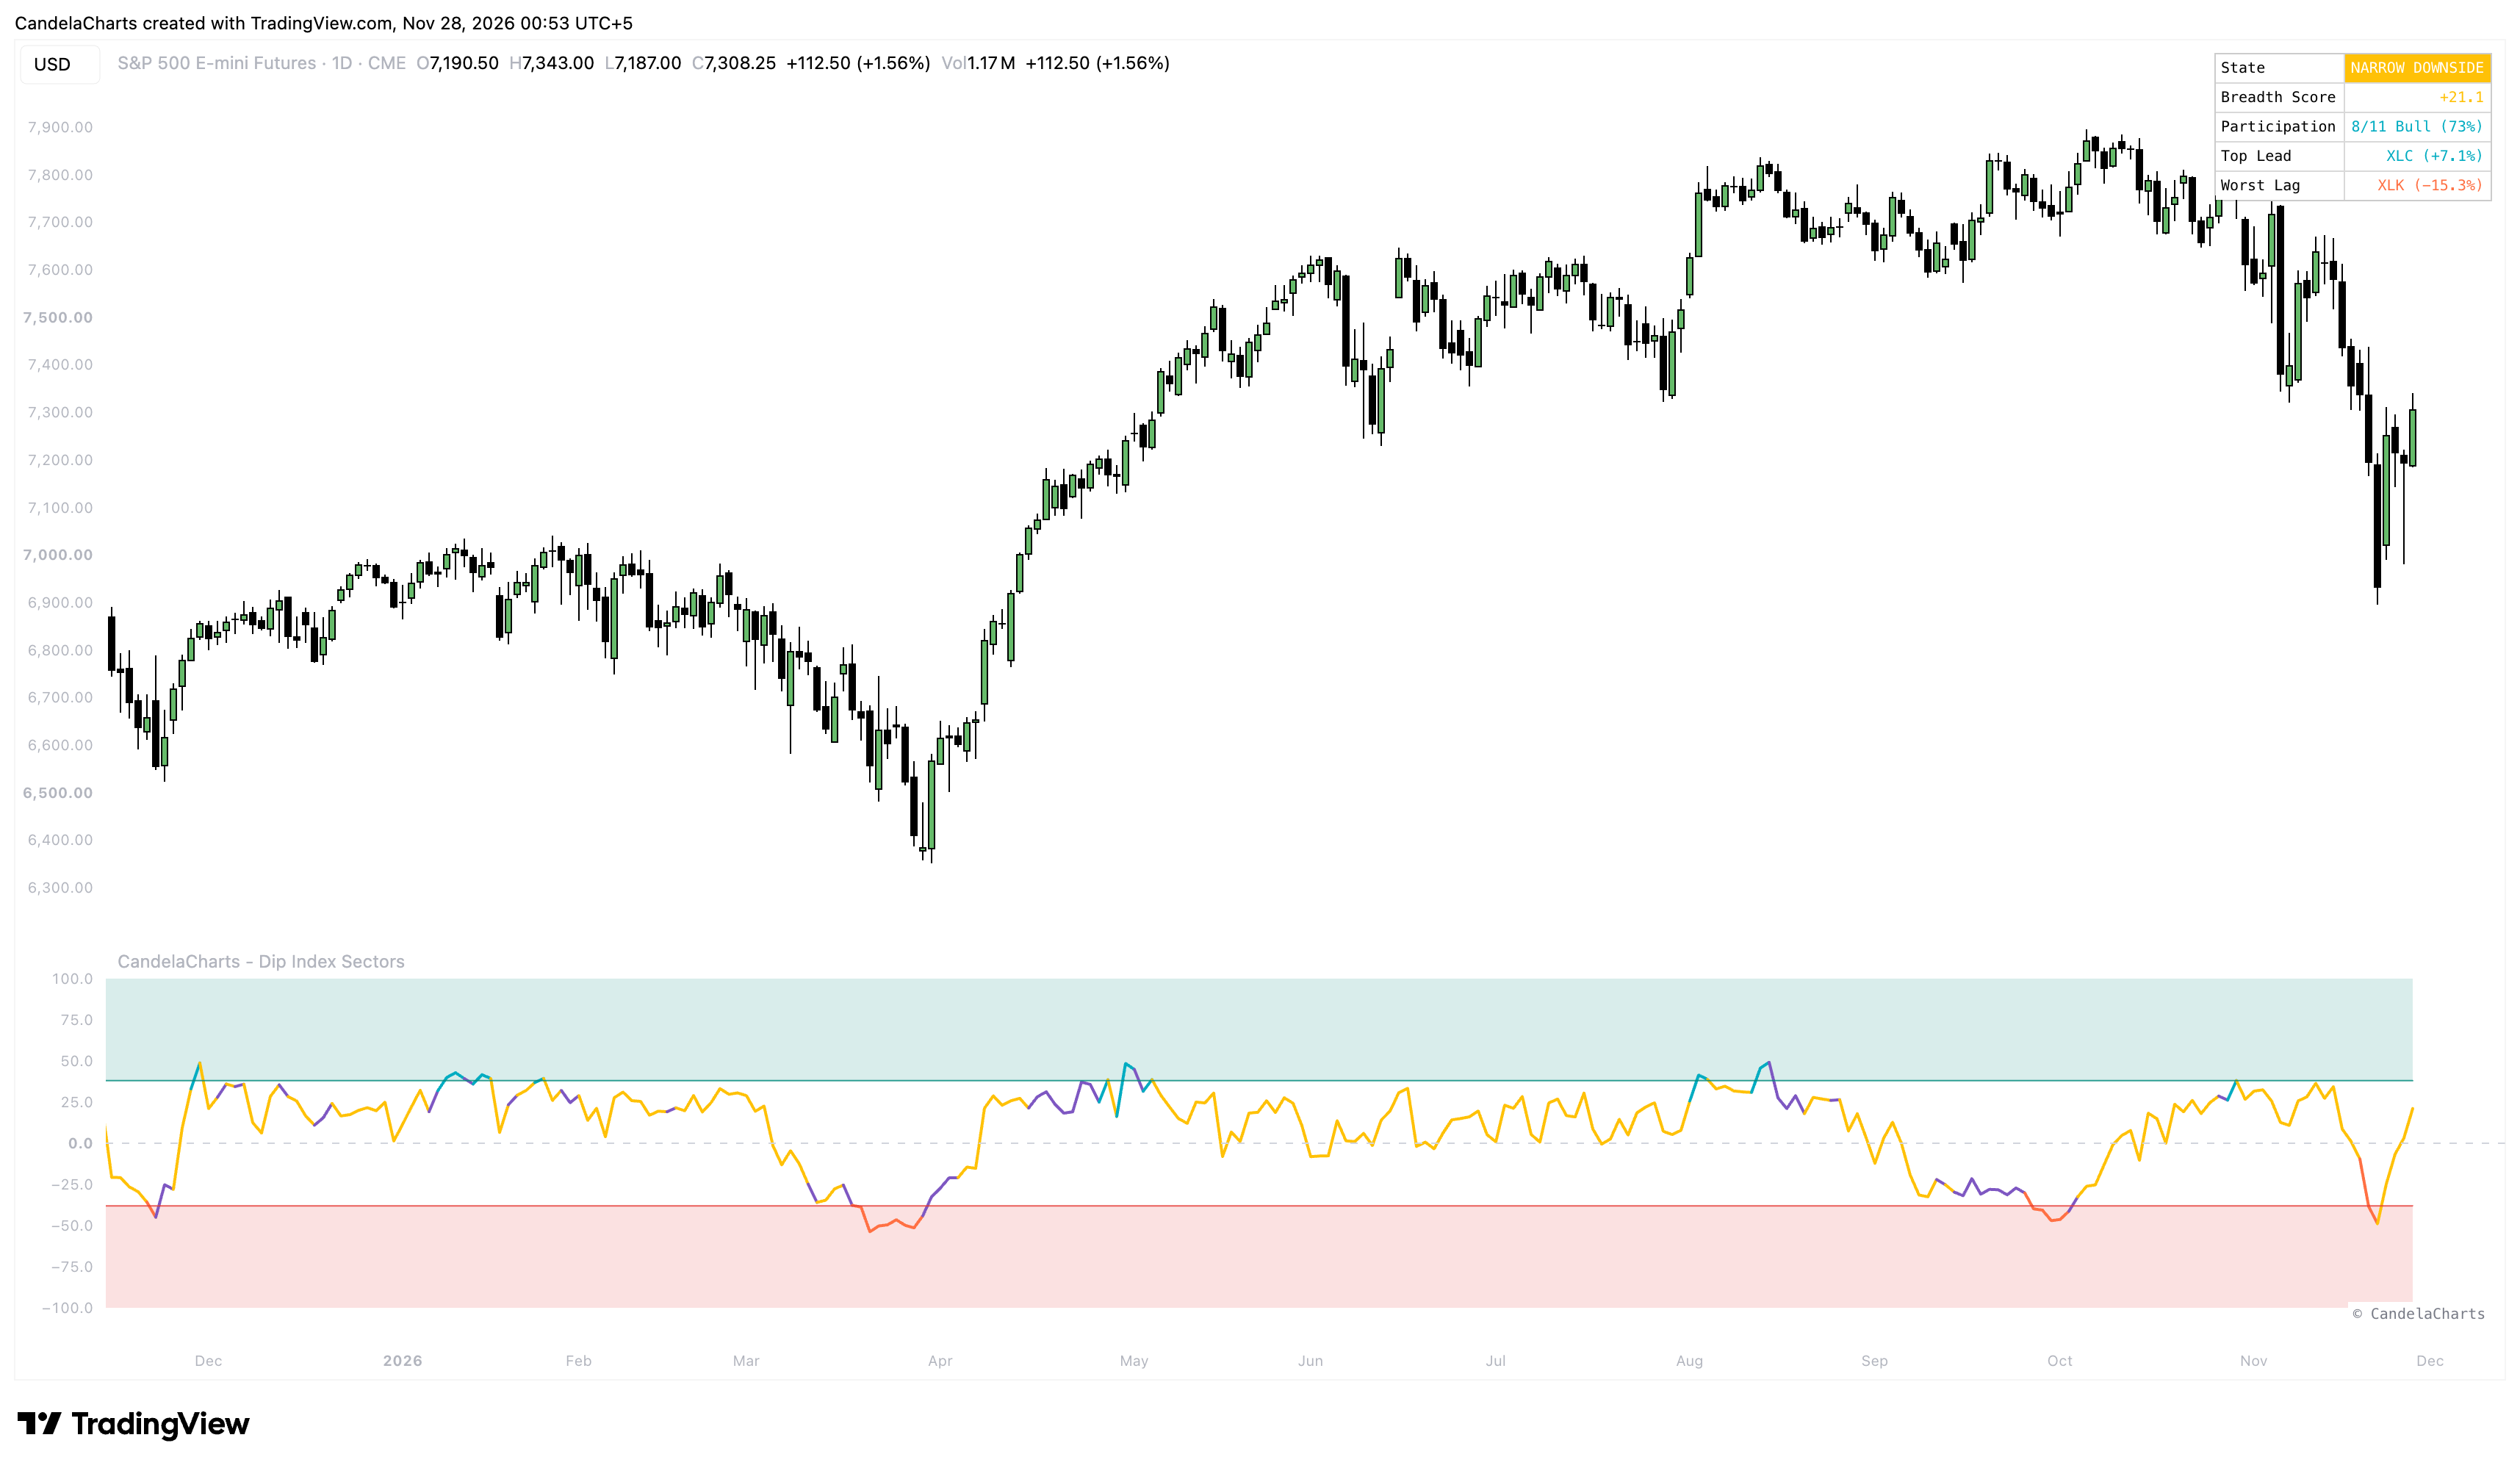 CandelaCharts created with TradingView.com, Nov 28, 2026 00:53 UTC+5
USD
S&P 500 E-mini Futures · 1D · CME O7,190.50 H7,343.00 L7,187.00 C7,308.25 +112.50 (+1.56%) Vol1.17 M +112.50 (+1.56%)
State NARROW DOWNSIDE
Breadth Score +21.1
Participation 8/11 Bull (73%)
Top Lead XLC (+7.1%)
Worst Lag XLK (−15.3%)
7,900.00
7,800.00
7,700.00
7,600.00
7,500.00
7,400.00
7,300.00
7,200.00
7,100.00
7,000.00
6,900.00
6,800.00
6,700.00
6,600.00
6,500.00
6,400.00
6,300.00
CandelaCharts - Dip Index Sectors
100.0
75.0
50.0
25.0
0.0
−25.0
−50.0
−75.0
−100.0
© CandelaCharts
Dec 2026 Feb Mar Apr May Jun Jul Aug Sep Oct Nov Dec
TradingView